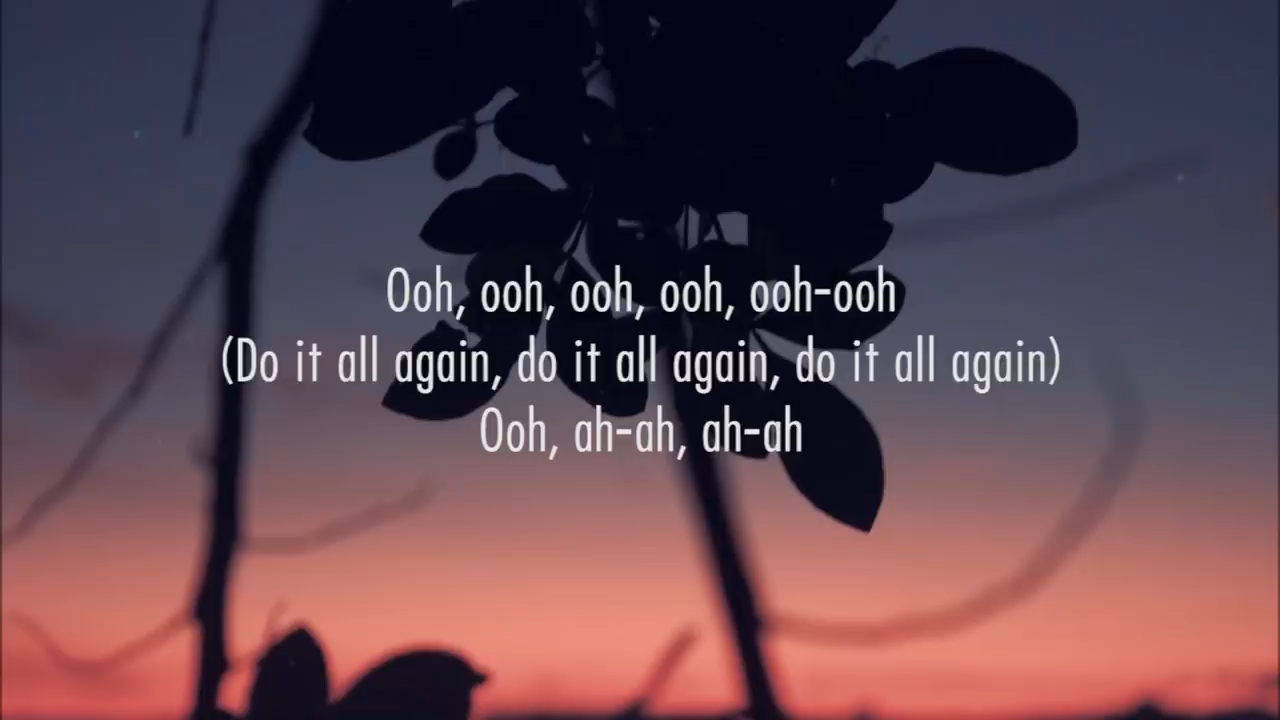 Ooh, ooh, ooh, ooh, ooh-ooh
(Do it all again, do it all again, do it all again)
Ooh, ah-ah, ah-ah